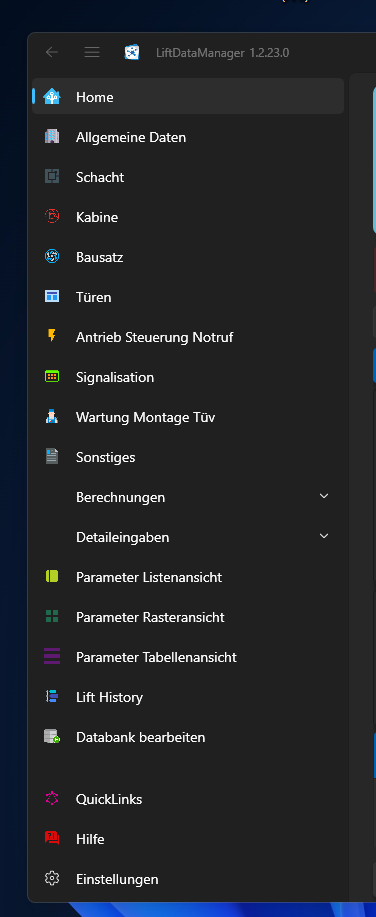 LiftDataManager 1.2.23.0
Home
Allgemeine Daten
Schacht
Kabine
Bausatz
Türen
Antrieb Steuerung Notruf
Signalisation
Wartung Montage Tüv
Sonstiges
Berechnungen
Detaileingaben
Parameter Listenansicht
Parameter Rasteransicht
Parameter Tabellenansicht
Lift History
Databank bearbeiten
QuickLinks
Hilfe
Einstellungen